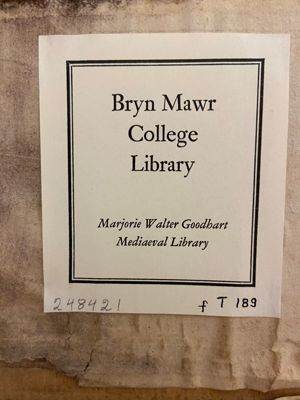 Bryn Mawr
College
Library
Marjorie Walter Goodhart
Mediaeval Library
248421 f T 189